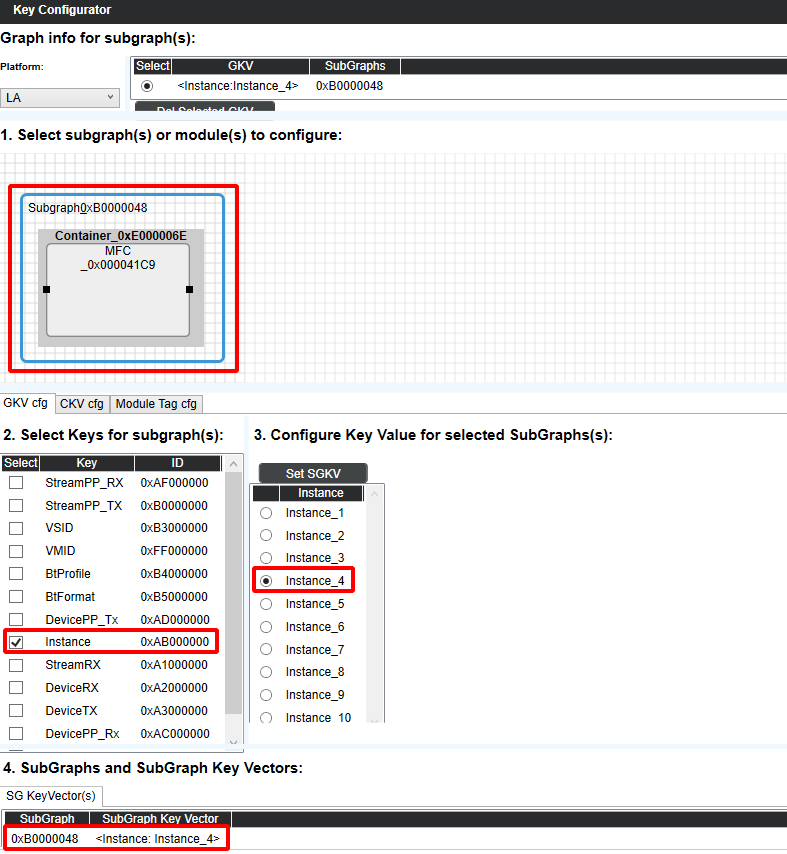 Key Configurator
Graph info for subgraph(s):
Platform:
LA
Select GKV SubGraphs
<Instance:Instance_4> 0xB0000048
Del Selected GKV
1. Select subgraph(s) or module(s) to configure:
Subgraph0xB0000048
Container_0xE000006E
MFC
_0x000041C9
GKV cfg CKV cfg Module Tag cfg
2. Select Keys for subgraph(s):
Select Key ID
StreamPP_RX 0xAF000000
StreamPP_TX 0xB0000000
VSID 0xB3000000
VMID 0xFF000000
BtProfile 0xB4000000
BtFormat 0xB5000000
DevicePP_Tx 0xAD000000
Instance 0xAB000000
StreamRX 0xA1000000
DeviceRX 0xA2000000
DeviceTX 0xA3000000
DevicePP_Rx 0xAC000000
3. Configure Key Value for selected SubGraphs(s):
Set SGKV
Instance
Instance_1
Instance_2
Instance_3
Instance_4
Instance_5
Instance_6
Instance_7
Instance_8
Instance_9
Instance_10
4. SubGraphs and SubGraph Key Vectors:
SG KeyVector(s)
SubGraph SubGraph Key Vector
0xB0000048 <Instance: Instance_4>